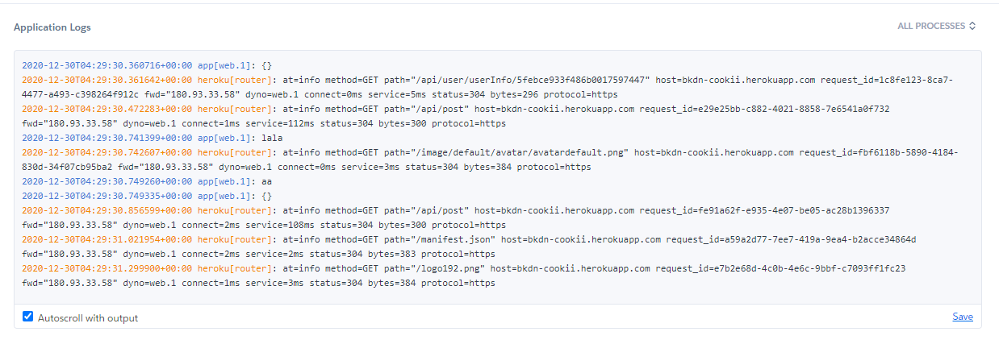 Application Logs
ALL PROCESSES
2020-12-30T04:29:30.360716+00:00 app[web.1]: {}
2020-12-30T04:29:30.361642+00:00 heroku[router]: at=info method=GET path="/api/user/userInfo/5febce933f486b0017597447" host=bkdn-cookii.herokuapp.com request_id=1c8fe123-8ca7-
4477-a493-c398264f912c fwd="180.93.33.58" dyno=web.1 connect=0ms service=5ms status=304 bytes=296 protocol=https
2020-12-30T04:29:30.472283+00:00 heroku[router]: at=info method=GET path="/api/post" host=bkdn-cookii.herokuapp.com request_id=e29e25bb-c882-4021-8858-7e6541a0f732
fwd="180.93.33.58" dyno=web.1 connect=1ms service=112ms status=304 bytes=300 protocol=https
2020-12-30T04:29:30.741399+00:00 app[web.1]: lala
2020-12-30T04:29:30.742607+00:00 heroku[router]: at=info method=GET path="/image/default/avatar/avatardefault.png" host=bkdn-cookii.herokuapp.com request_id=fbf6118b-5890-4184-
830d-34f07cb95ba2 fwd="180.93.33.58" dyno=web.1 connect=0ms service=3ms status=304 bytes=384 protocol=https
2020-12-30T04:29:30.749260+00:00 app[web.1]: aa
2020-12-30T04:29:30.749335+00:00 app[web.1]: {}
2020-12-30T04:29:30.856599+00:00 heroku[router]: at=info method=GET path="/api/post" host=bkdn-cookii.herokuapp.com request_id=fe91a62f-e935-4e07-be05-ac28b1396337
fwd="180.93.33.58" dyno=web.1 connect=2ms service=108ms status=304 bytes=300 protocol=https
2020-12-30T04:29:31.021954+00:00 heroku[router]: at=info method=GET path="/manifest.json" host=bkdn-cookii.herokuapp.com request_id=a59a2d77-7ee7-419a-9ea4-b2acce34864d
fwd="180.93.33.58" dyno=web.1 connect=2ms service=2ms status=304 bytes=383 protocol=https
2020-12-30T04:29:31.299900+00:00 heroku[router]: at=info method=GET path="/logo192.png" host=bkdn-cookii.herokuapp.com request_id=e7b2e68d-4c0b-4e6c-9bbf-c7093ff1fc23
fwd="180.93.33.58" dyno=web.1 connect=1ms service=3ms status=304 bytes=384 protocol=https
Autoscroll with output
Save